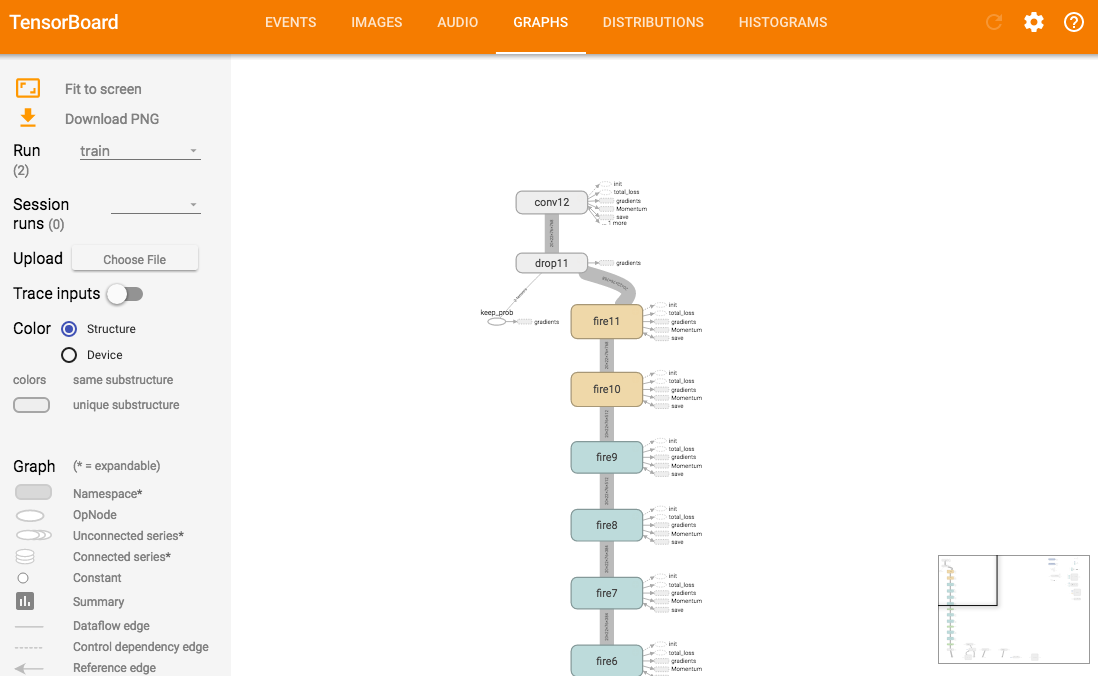 TensorBoard
EVENTS IMAGES AUDIO GRAPHS DISTRIBUTIONS HISTOGRAMS
Fit to screen
Download PNG
Run train
(2)
Session
runs (0)
Upload Choose File
Trace inputs
Color Structure
Device
colors same substructure
unique substructure
Graph (* = expandable)
Namespace*
OpNode
Unconnected series*
Connected series*
Constant
Summary
Dataflow edge
Control dependency edge
Reference edge
conv12
init
total_loss
gradients
Momentum
save
... 1 more
drop11
gradients
keep_prob
gradients
fire11
init
total_loss
gradients
Momentum
save
fire10
init
total_loss
gradients
Momentum
save
fire9
init
total_loss
gradients
Momentum
save
fire8
init
total_loss
gradients
Momentum
save
fire7
init
total_loss
gradients
Momentum
save
fire6
init
total_loss
gradients
Momentum